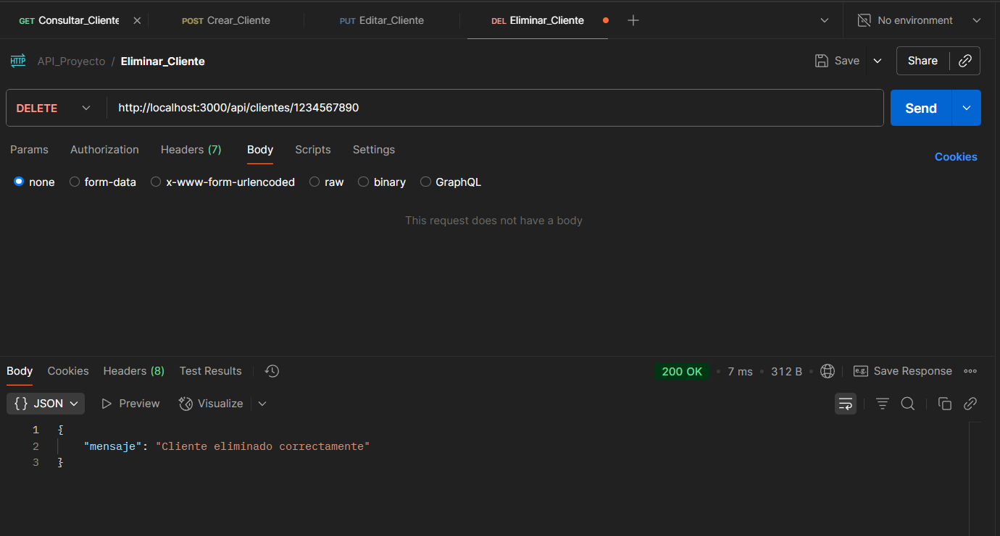 GET Consultar_Cliente POST Crear_Cliente PUT Editar_Cliente DEL Eliminar_Cliente No environment
HTTP API_Proyecto / Eliminar_Cliente Save Share
DELETE http://localhost:3000/api/clientes/1234567890 Send
Params Authorization Headers (7) Body Scripts Settings Cookies
none form-data x-www-form-urlencoded raw binary GraphQL
This request does not have a body
Body Cookies Headers (8) Test Results 200 OK • 7 ms • 312 B • e.g. Save Response
{} JSON Preview Visualize
1 {
2 "mensaje": "Cliente eliminado correctamente"
3 }